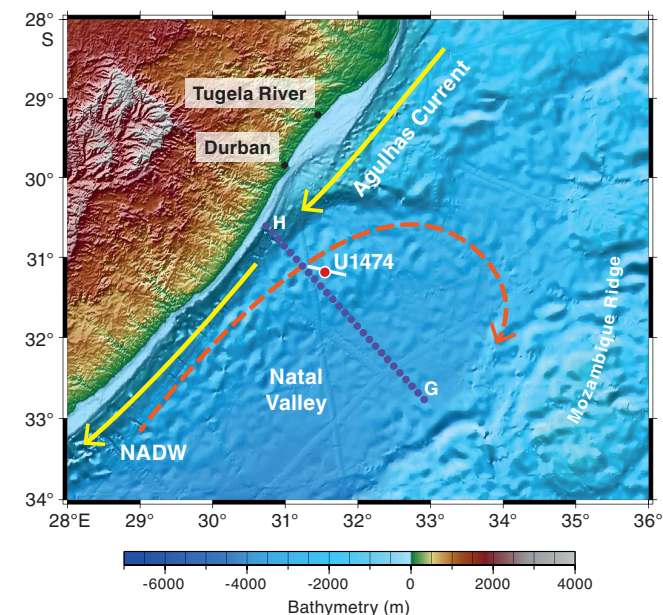 28°
S
29°
30°
31°
32°
33°
34°
Tugela River
Durban
Agulhas Current
H
U1474
Mozambique Ridge
Natal
Valley
G
NADW
28°E
29°
30°
31°
32°
33°
34°
35°
36°
-6000
-4000
-2000
0
2000
4000
Bathymetry (m)